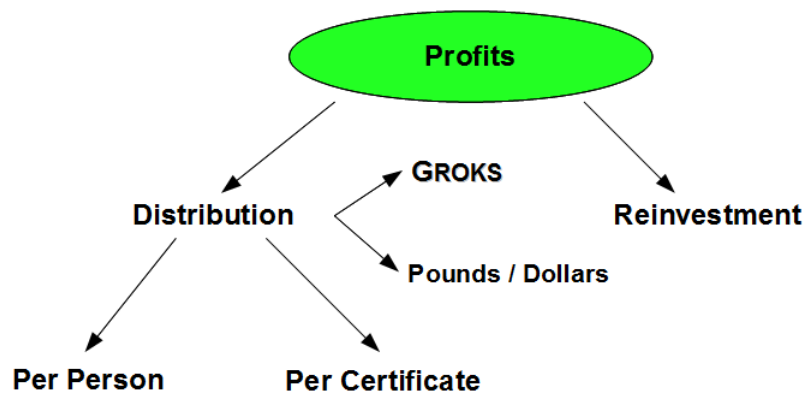 Profits
GROKS
Distribution
Reinvestment
Pounds / Dollars
Per Person
Per Certificate